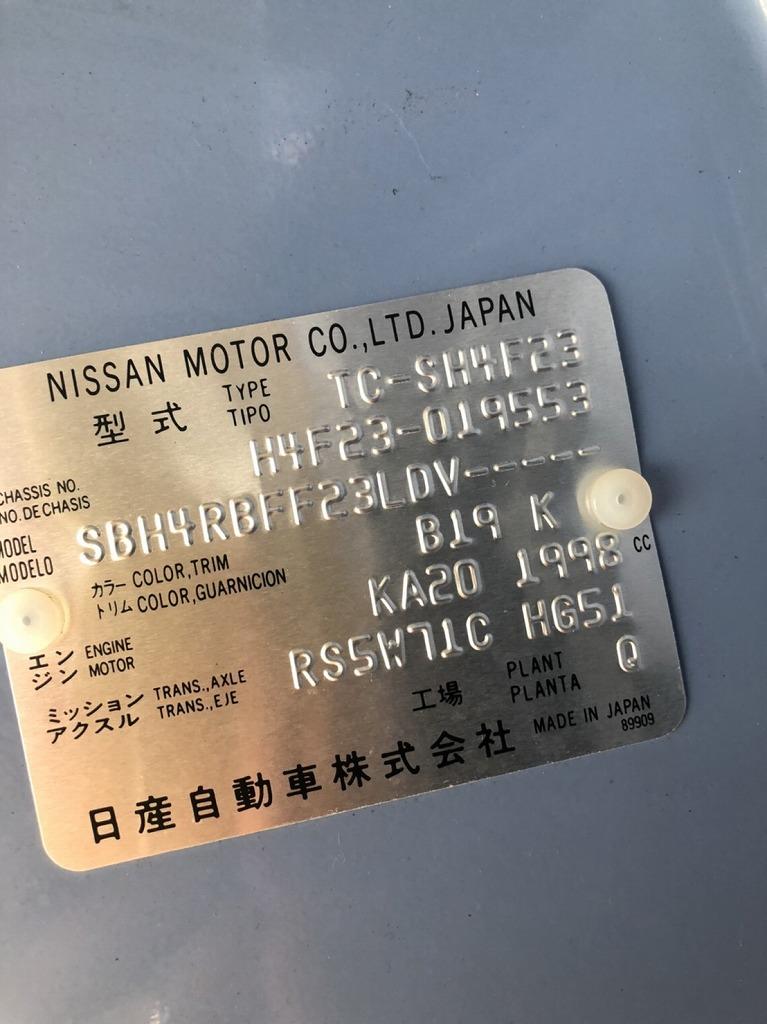 NISSAN MOTOR CO.,LTD. JAPAN
型式 TYPE TIPO TC-SH4F23
CHASSIS NO. H4F23-019553
NO. DE CHASIS
MODEL SBH4RBFF23LDV-----
MODELO
カラー COLOR,TRIM B19 K
トリム COLOR,GUARNICION
エンジン ENGINE MOTOR KA20 1998 CC
ミッション TRANS.,AXLE RS5W71C HG51
アクスル TRANS.,EJE
工場 PLANT PLANTA Q
MADE IN JAPAN
89909
日産自動車株式会社